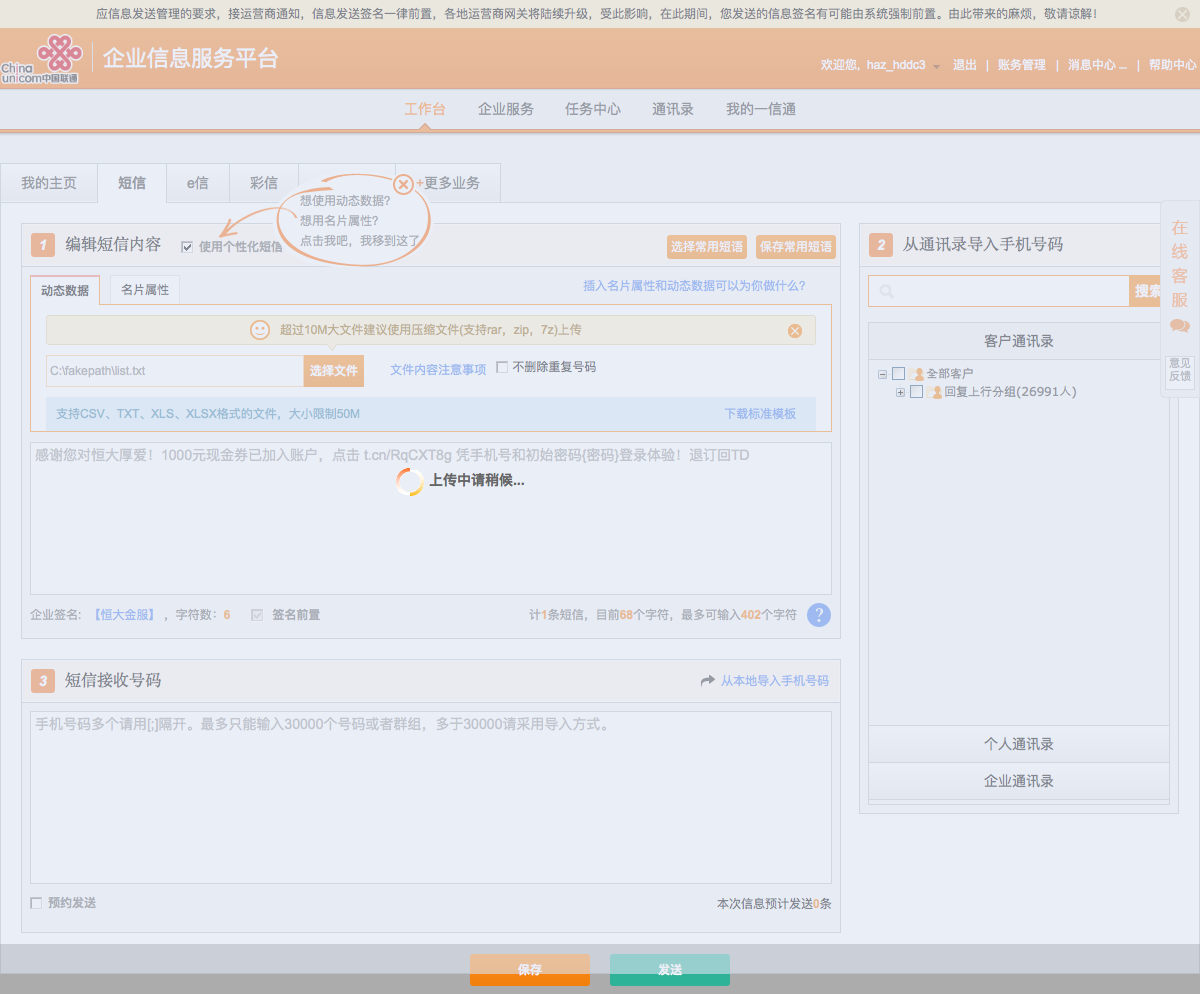 应信息发送管理的要求，接运营商通知，信息发送签名一律前置，各地运营商网关将陆续升级，受此影响，在此期间，您发送的信息签名有可能由系统强制前置。由此带来的麻烦，敬请谅解！
China unicom中国联通
企业信息服务平台
欢迎您, haz_hddc3 退出 | 账务管理 | 消息中心 ... | 帮助中心
工作台 企业服务 任务中心 通讯录 我的一信通
我的主页 短信 e信 彩信 +更多业务
想使用动态数据?
想用名片属性?
点击我吧，我移到这了
1 编辑短信内容 使用个性化短信 选择常用短语 保存常用短语
动态数据 名片属性 插入名片属性和动态数据可以为你做什么?
超过10M大文件建议使用压缩文件(支持rar，zip，7z)上传
C:\fakepath\list.txt 选择文件 文件内容注意事项 不删除重复号码
支持CSV、TXT、XLS、XLSX格式的文件，大小限制50M 下载标准模板
感谢您对恒大厚爱！1000元现金券已加入账户，点击 t.cn/RqCXT8g 凭手机号和初始密码{密码}登录体验！退订回TD
上传中请稍候...
企业签名: 【恒大金服】 ，字符数：6 签名前置 计1条短信，目前68个字符，最多可输入402个字符 ?
2 从通讯录导入手机号码
搜索
客户通讯录
全部客户
回复上行分组(26991人)
个人通讯录
企业通讯录
在线客服
意见
反馈
3 短信接收号码 从本地导入手机号码
手机号码多个请用[;]隔开。最多只能输入30000个号码或者群组，多于30000请采用导入方式。
预约发送 本次信息预计发送0条
保存 发送